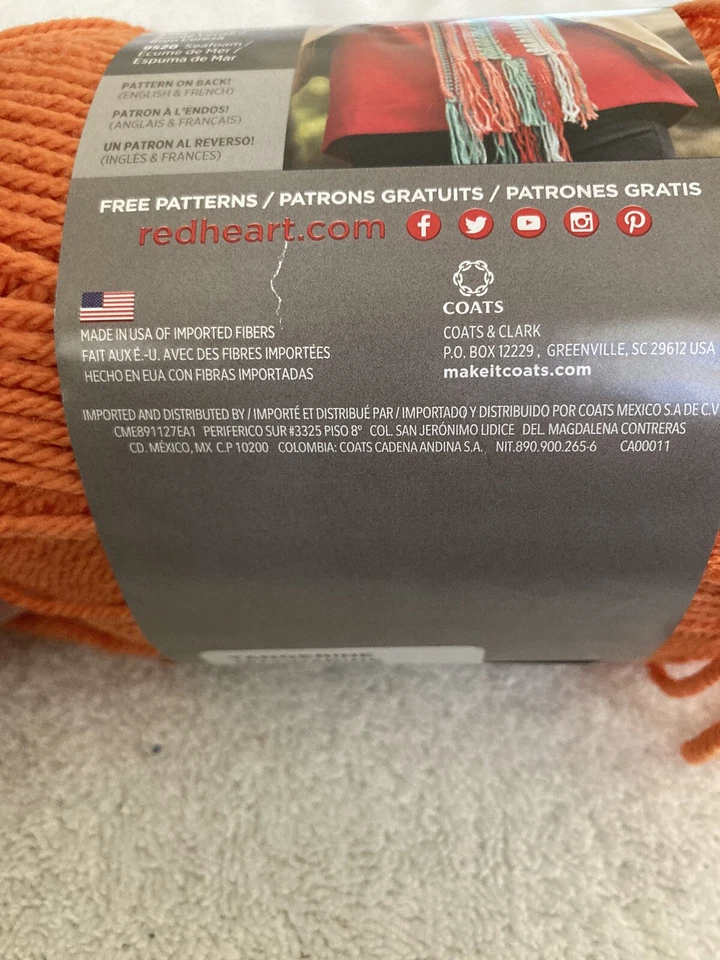 9520 Seafoam /
Ecume de Mer /
Espuma de Mar
PATTERN ON BACK!
(ENGLISH & FRENCH)
PATRON À L'ENDOS!
(ANGLAIS & FRANÇAIS)
UN PATRON AL REVERSO!
(INGLÉS & FRANCÉS)
FREE PATTERNS / PATRONS GRATUITS / PATRONES GRATIS
redheart.com
COATS
MADE IN USA OF IMPORTED FIBERS
FAIT AUX É.-U. AVEC DES FIBRES IMPORTÉES
HECHO EN EUA CON FIBRAS IMPORTADAS
COATS & CLARK
P.O. BOX 12229 , GREENVILLE, SC 29612 USA
makeitcoats.com
IMPORTED AND DISTRIBUTED BY / IMPORTÉ ET DISTRIBUÉ PAR / IMPORTADO Y DISTRIBUIDO POR COATS MEXICO S.A DE C.V
CME891127EA1 PERIFERICO SUR #3325 PISO 8º COL. SAN JERÓNIMO LIDICE DEL. MAGDALENA CONTRERAS
CD. MÉXICO, MX C.P 10200 COLOMBIA: COATS CADENA ANDINA S.A. NIT.890.900.265-6 CA00011
TANGERINE